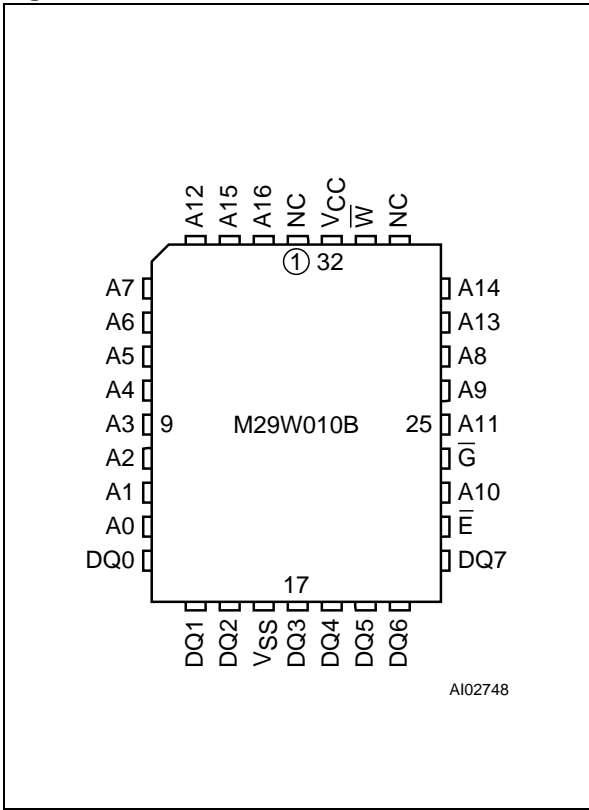 A12 A15 A16 NC VCC W̅ NC
① 32
A7 A14
A6 A13
A5 A8
A4 A9
A3 9 M29W010B 25 A11
A2 G̅
A1 A10
A0 E̅
DQ0 DQ7
17
DQ1 DQ2 VSS DQ3 DQ4 DQ5 DQ6
AI02748